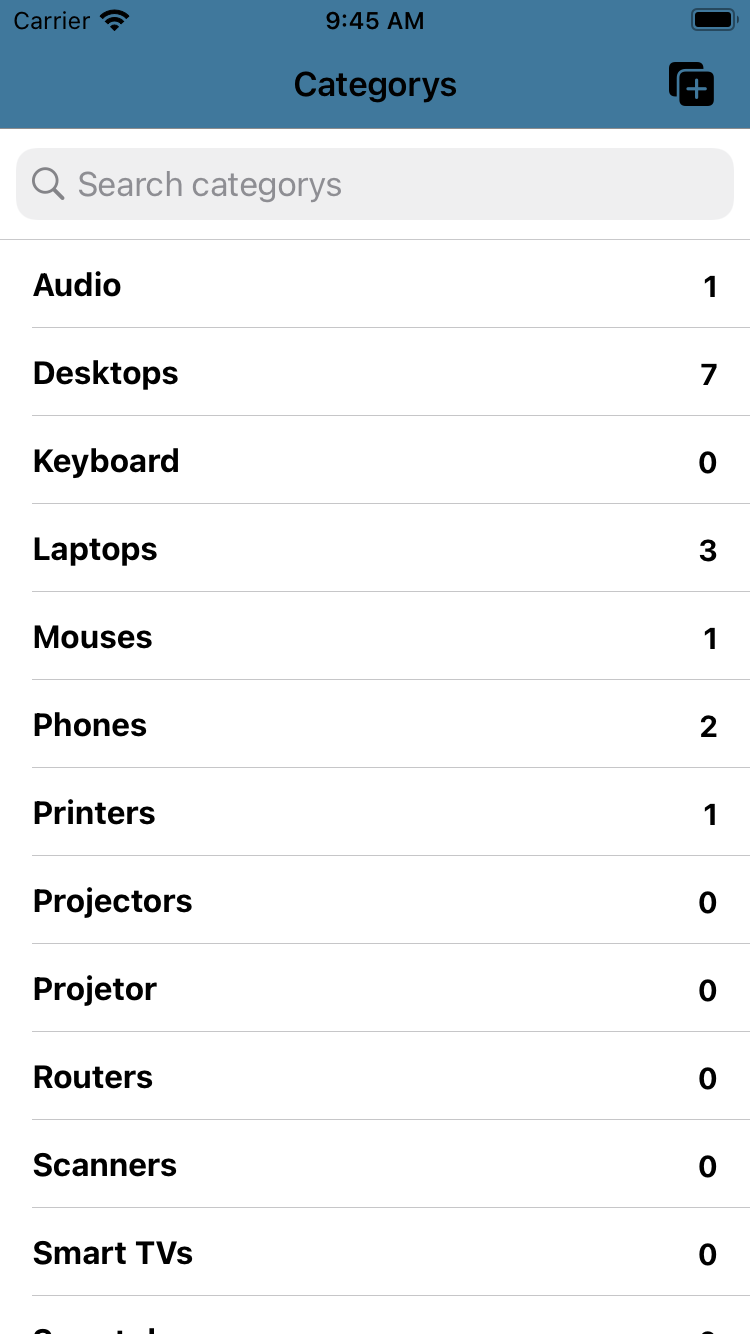 Carrier 9:45 AM
Categorys
Search categorys
Audio 1
Desktops 7
Keyboard 0
Laptops 3
Mouses 1
Phones 2
Printers 1
Projectors 0
Projetor 0
Routers 0
Scanners 0
Smart TVs 0